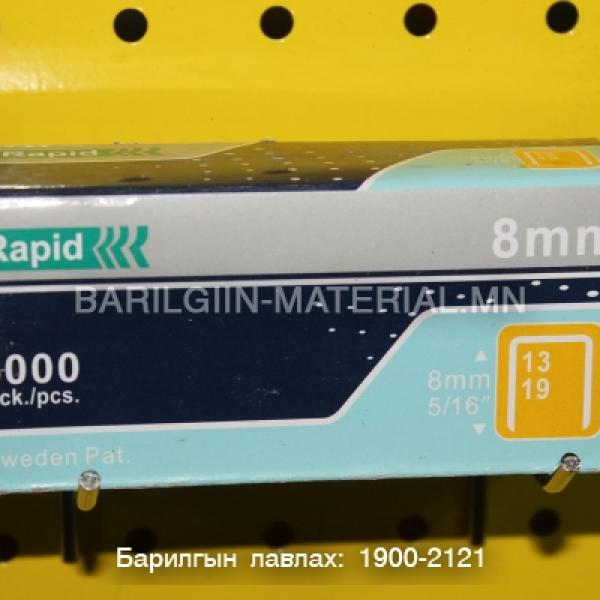 Rapid
Rapid
8mm
BARILGIIN-MATERIAL.MN
000
ck./pcs.
8mm
5/16"
13
19
weden Pat.
Барилгын лавлах: 1900-2121